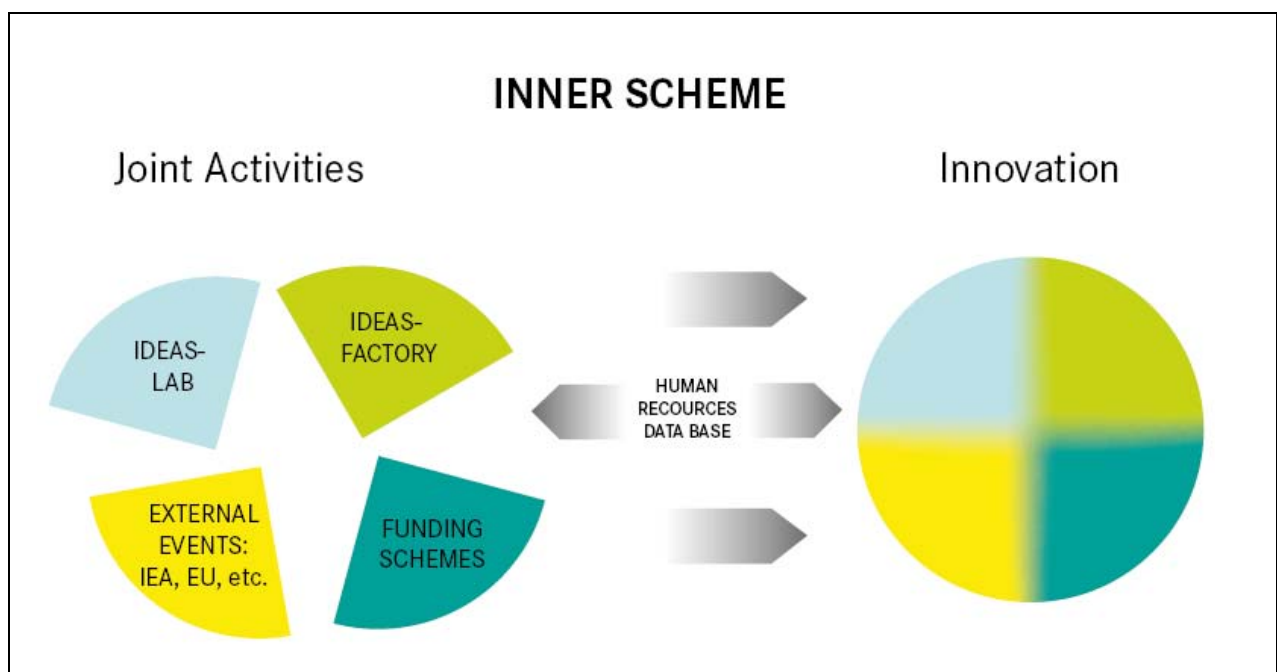 INNER SCHEME
Joint Activities
Innovation
IDEAS-
LAB
IDEAS-
FACTORY
HUMAN
RECOURCES
DATA BASE
EXTERNAL
EVENTS:
IEA, EU, etc.
FUNDING
SCHEMES